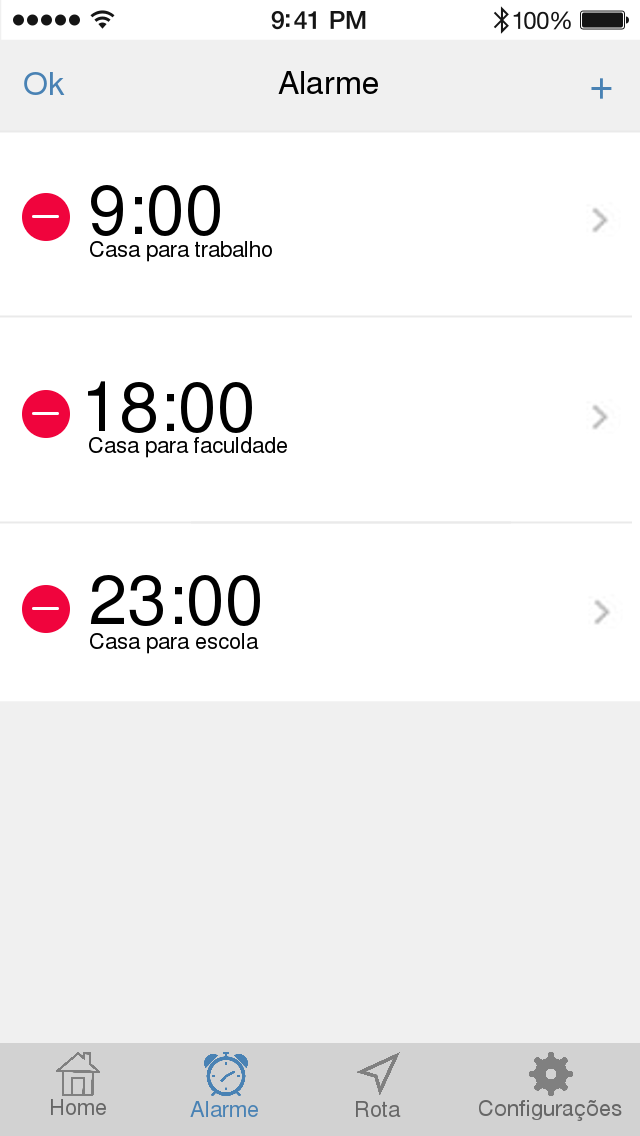 9:41 PM 100%
Ok Alarme +
9:00
Casa para trabalho
18:00
Casa para faculdade
23:00
Casa para escola
Home Alarme Rota Configurações